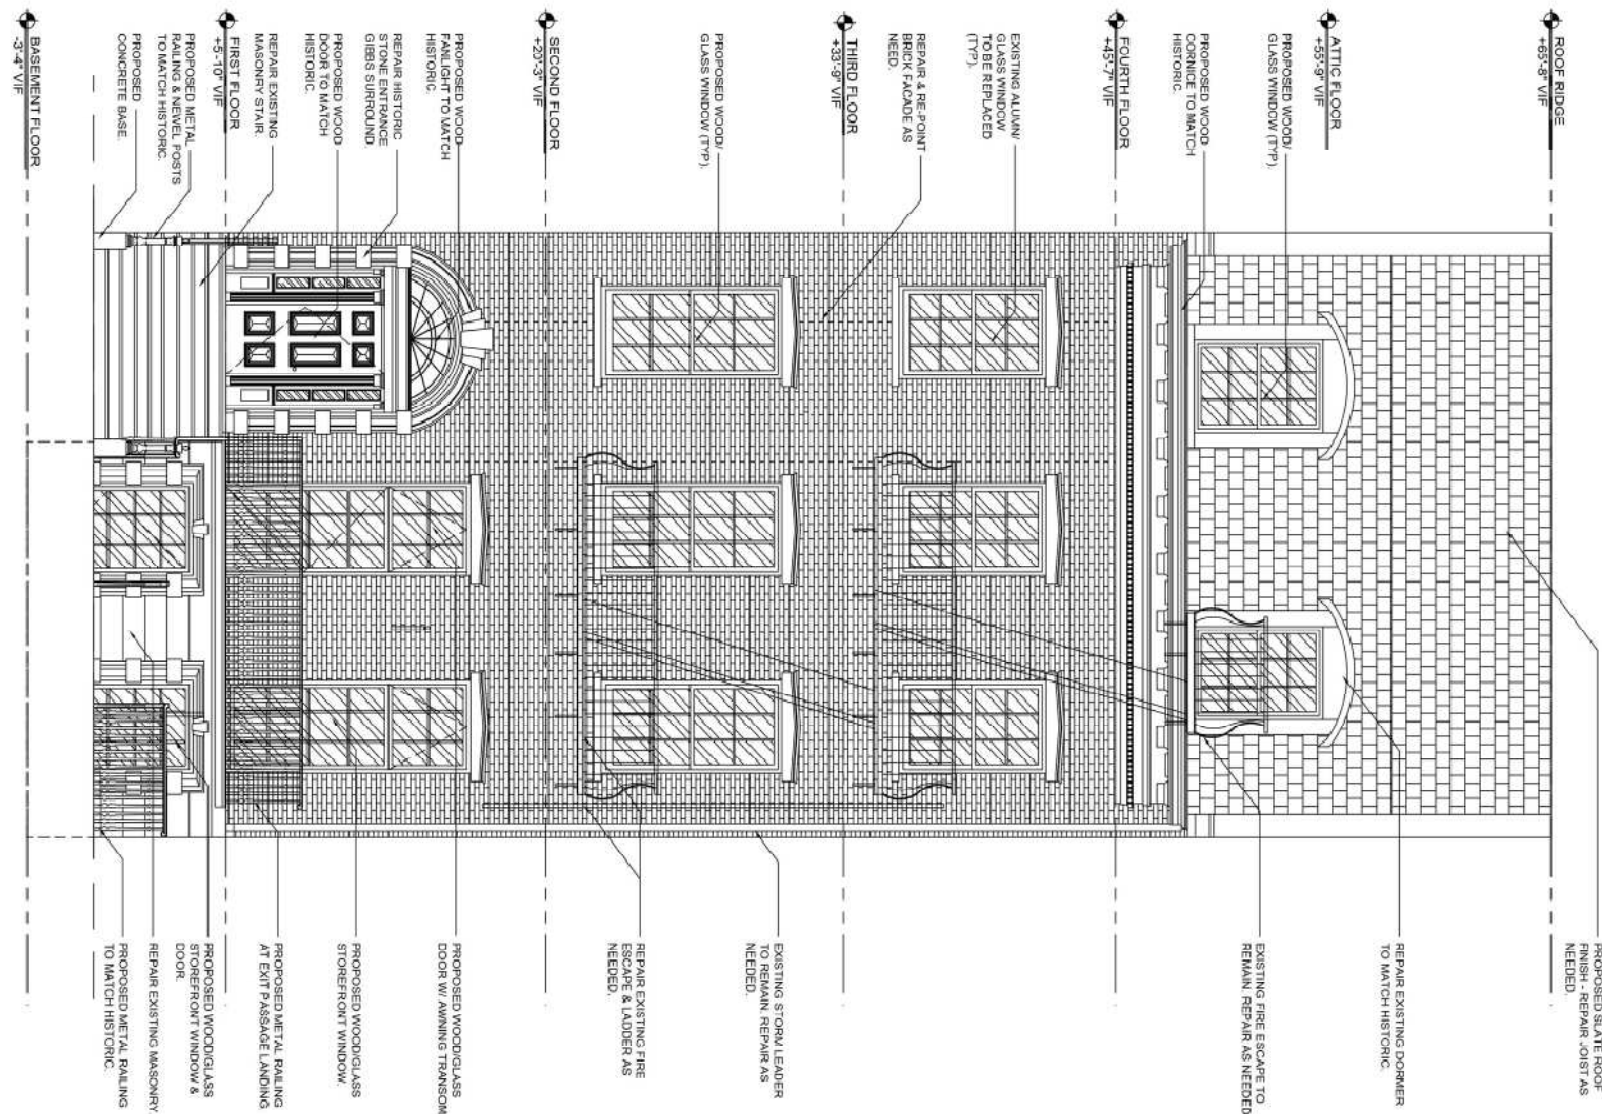 ROOF RIDGE
+65'-8" VIF
PROPOSED WOOD/
GLASS WINDOW (TYP).
ATTIC FLOOR
+55'-9" VIF
PROPOSED WOOD
CORNICE TO MATCH
HISTORIC.
FOURTH FLOOR
+45'-7" VIF
EXISTING ALUMN/
GLASS WINDOW
TO BE REPLACED
(TYP).
REPAIR & RE-POINT
BRICK FACADE AS
NEEDED.
THIRD FLOOR
+33'-9" VIF
PROPOSED WOOD/
GLASS WINDOW (TYP).
SECOND FLOOR
+20'-3" VIF
PROPOSED WOOD
FANLIGHT TO MATCH
HISTORIC.
REPAIR HISTORIC
STONE ENTRANCE
GIBBS SURROUND.
PROPOSED WOOD
DOOR TO MATCH
HISTORIC.
REPAIR EXISTING
MASONRY STAIR.
FIRST FLOOR
+5'-10" VIF
PROPOSED METAL
RAILING & NEWEL POSTS
TO MATCH HISTORIC.
PROPOSED
CONCRETE BASE.
BASEMENT FLOOR
-3'-4" VIF
PROPOSED SLATE ROOF
FINISH - REPAIR JOIST AS
NEEDED.
REPAIR EXISTING DORMER
TO MATCH HISTORIC.
EXISTING FIRE ESCAPE TO
REMAIN. REPAIR AS NEEDED
EXISTING STORM LEADER
TO REMAIN. REPAIR AS
NEEDED.
REPAIR EXISTING FIRE
ESCAPE & LADDER AS
NEEDED.
PROPOSED WOOD/GLASS
DOOR W/ AWNING TRANSOM
PROPOSED WOOD/GLASS
STOREFRONT WINDOW.
PROPOSED METAL RAILING
AT EXIT PASSAGE LANDING
PROPOSED WOOD/GLASS
STOREFRONT WINDOW &
DOOR.
REPAIR EXISTING MASONRY.
PROPOSED METAL RAILING
TO MATCH HISTORIC.